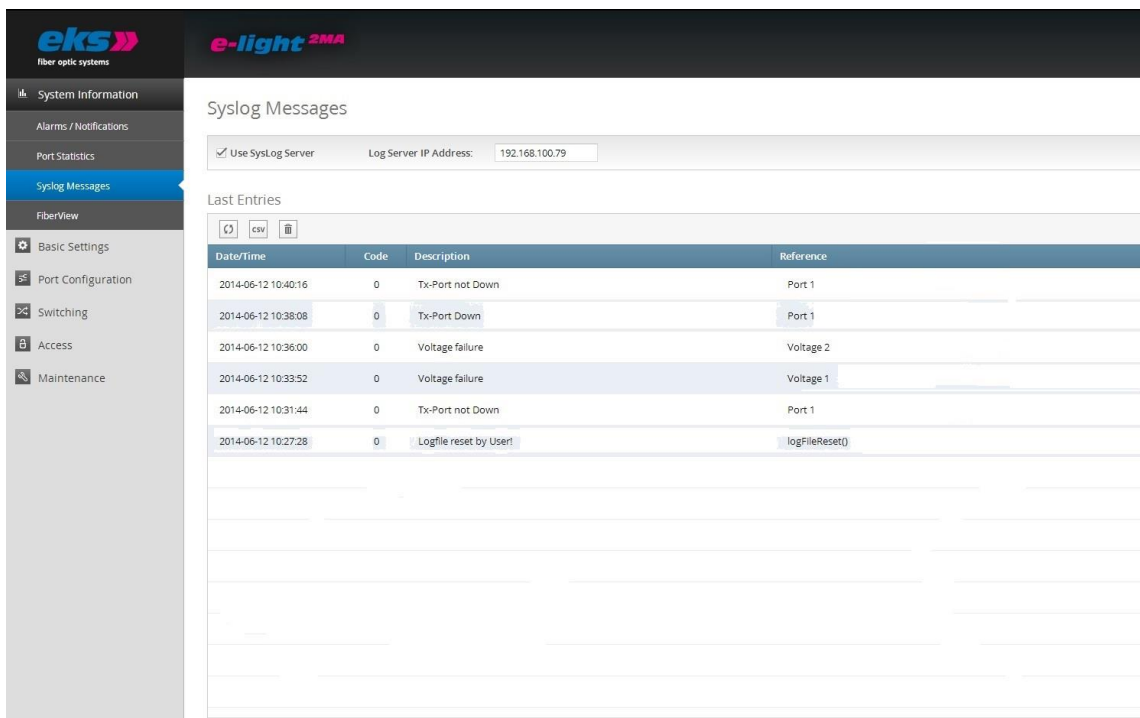 eks
fiber optic systems
e-light 2MA
System Information
Alarms / Notifications
Port Statistics
Syslog Messages
FiberView
Basic Settings
Port Configuration
Switching
Access
Maintenance
Syslog Messages
Use SysLog Server Log Server IP Address: 192.168.100.79
Last Entries
CSV
Date/Time Code Description Reference
2014-06-12 10:40:16 0 Tx-Port not Down Port 1
2014-06-12 10:38:08 0 Tx-Port Down Port 1
2014-06-12 10:36:00 0 Voltage failure Voltage 2
2014-06-12 10:33:52 0 Voltage failure Voltage 1
2014-06-12 10:31:44 0 Tx-Port not Down Port 1
2014-06-12 10:27:28 0 Logfile reset by User! logFileReset()